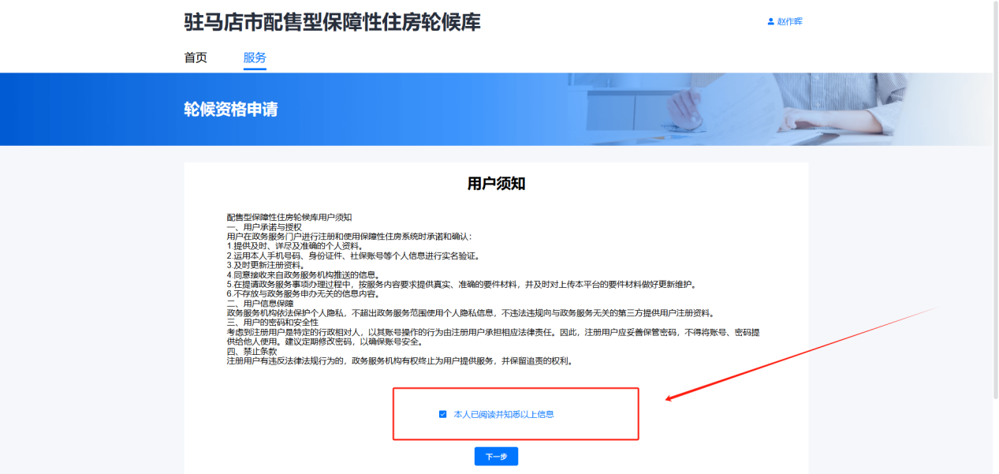 驻马店市配售型保障性住房轮候库
赵作晖
首页
服务
轮候资格申请
用户须知
配售型保障性住房轮候库用户须知
一、用户承诺与授权
用户在政务服务门户进行注册和使用保障性住房系统时承诺和确认：
1.提供及时、详尽及准确的个人资料。
2.运用本人手机号码、身份证件、社保账号等个人信息进行实名验证。
3.及时更新注册资料。
4.同意接收来自政务服务机构推送的信息。
5.在提请政务服务事项办理过程中，按服务内容要求提供真实、准确的要件材料，并及时对上传本平台的要件材料做好更新维护。
6.不存放与政务服务申办无关的信息内容。
二、用户信息保障
政务服务机构依法保护个人隐私，不超出政务服务范围使用个人隐私信息，不违法违规向与政务服务无关的第三方提供用户注册资料。
三、用户的密码和安全性
考虑到注册用户是特定的行政相对人，以其账号操作的行为由注册用户承担相应法律责任。因此，注册用户应妥善保管密码，不得将账号、密码提
供给他人使用。建议定期修改密码，以确保账号安全。
四、禁止条款
注册用户有违反法律法规行为的，政务服务机构有权终止为用户提供服务，并保留追责的权利。
本人已阅读并知悉以上信息
下一步